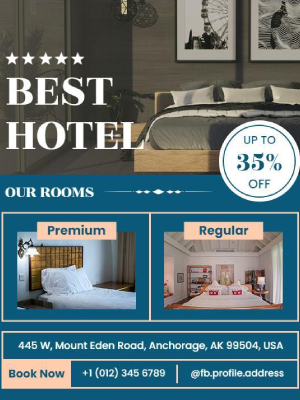 BEST
HOTEL
UP TO
35%
OFF
OUR ROOMS
Premium
Regular
445 W, Mount Eden Road, Anchorage, AK 99504, USA
Book Now
+1 (012) 345 6789
@fb.profile.address